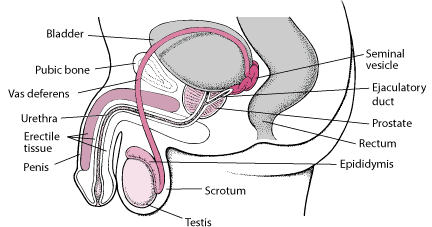 Bladder
Pubic bone
Vas deferens
Urethra
Erectile
tissue
Penis
Seminal
vesicle
Ejaculatory
duct
Prostate
Rectum
Epididymis
Scrotum
Testis